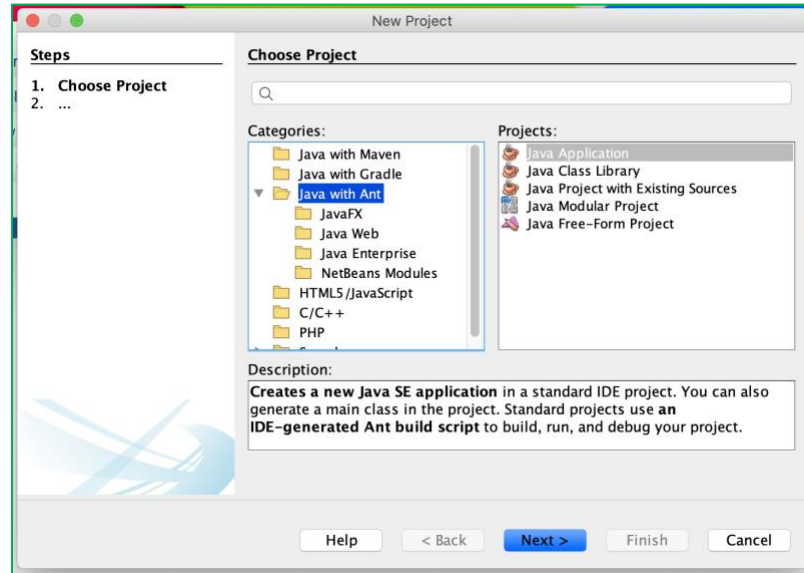 New Project
Steps
1. Choose Project
2. ...
Choose Project
Categories:
Java with Maven
Java with Gradle
Java with Ant
JavaFX
Java Web
Java Enterprise
NetBeans Modules
HTML5/JavaScript
C/C++
PHP
Projects:
Java Application
Java Class Library
Java Project with Existing Sources
Java Modular Project
Java Free-Form Project
Description:
Creates a new Java SE application in a standard IDE project. You can also
generate a main class in the project. Standard projects use an
IDE-generated Ant build script to build, run, and debug your project.
Help
< Back
Next >
Finish
Cancel